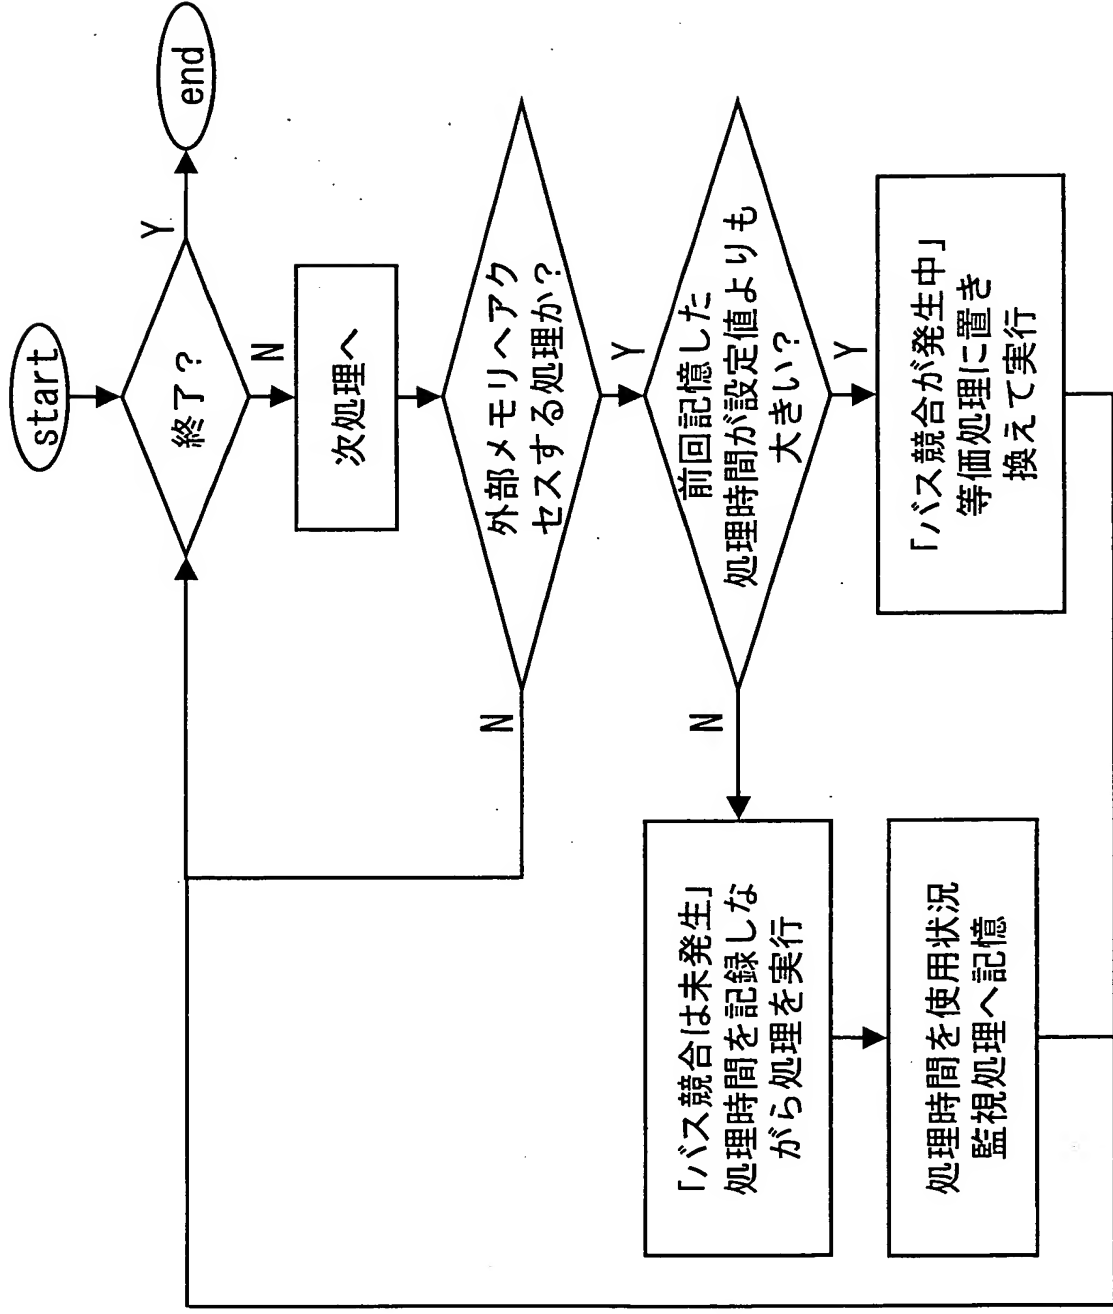 start
終了?
Y
end
N
次処理へ
外部メモリへアク
セスする処理か?
N
Y
前回記憶した
処理時間が設定値よりも
大きい?
N
Y
「バス競合は未発生」
処理時間を記録しな
がら処理を実行
「バス競合が発生中」
等価処理に置き
換えて実行
処理時間を使用状況
監視処理へ記憶